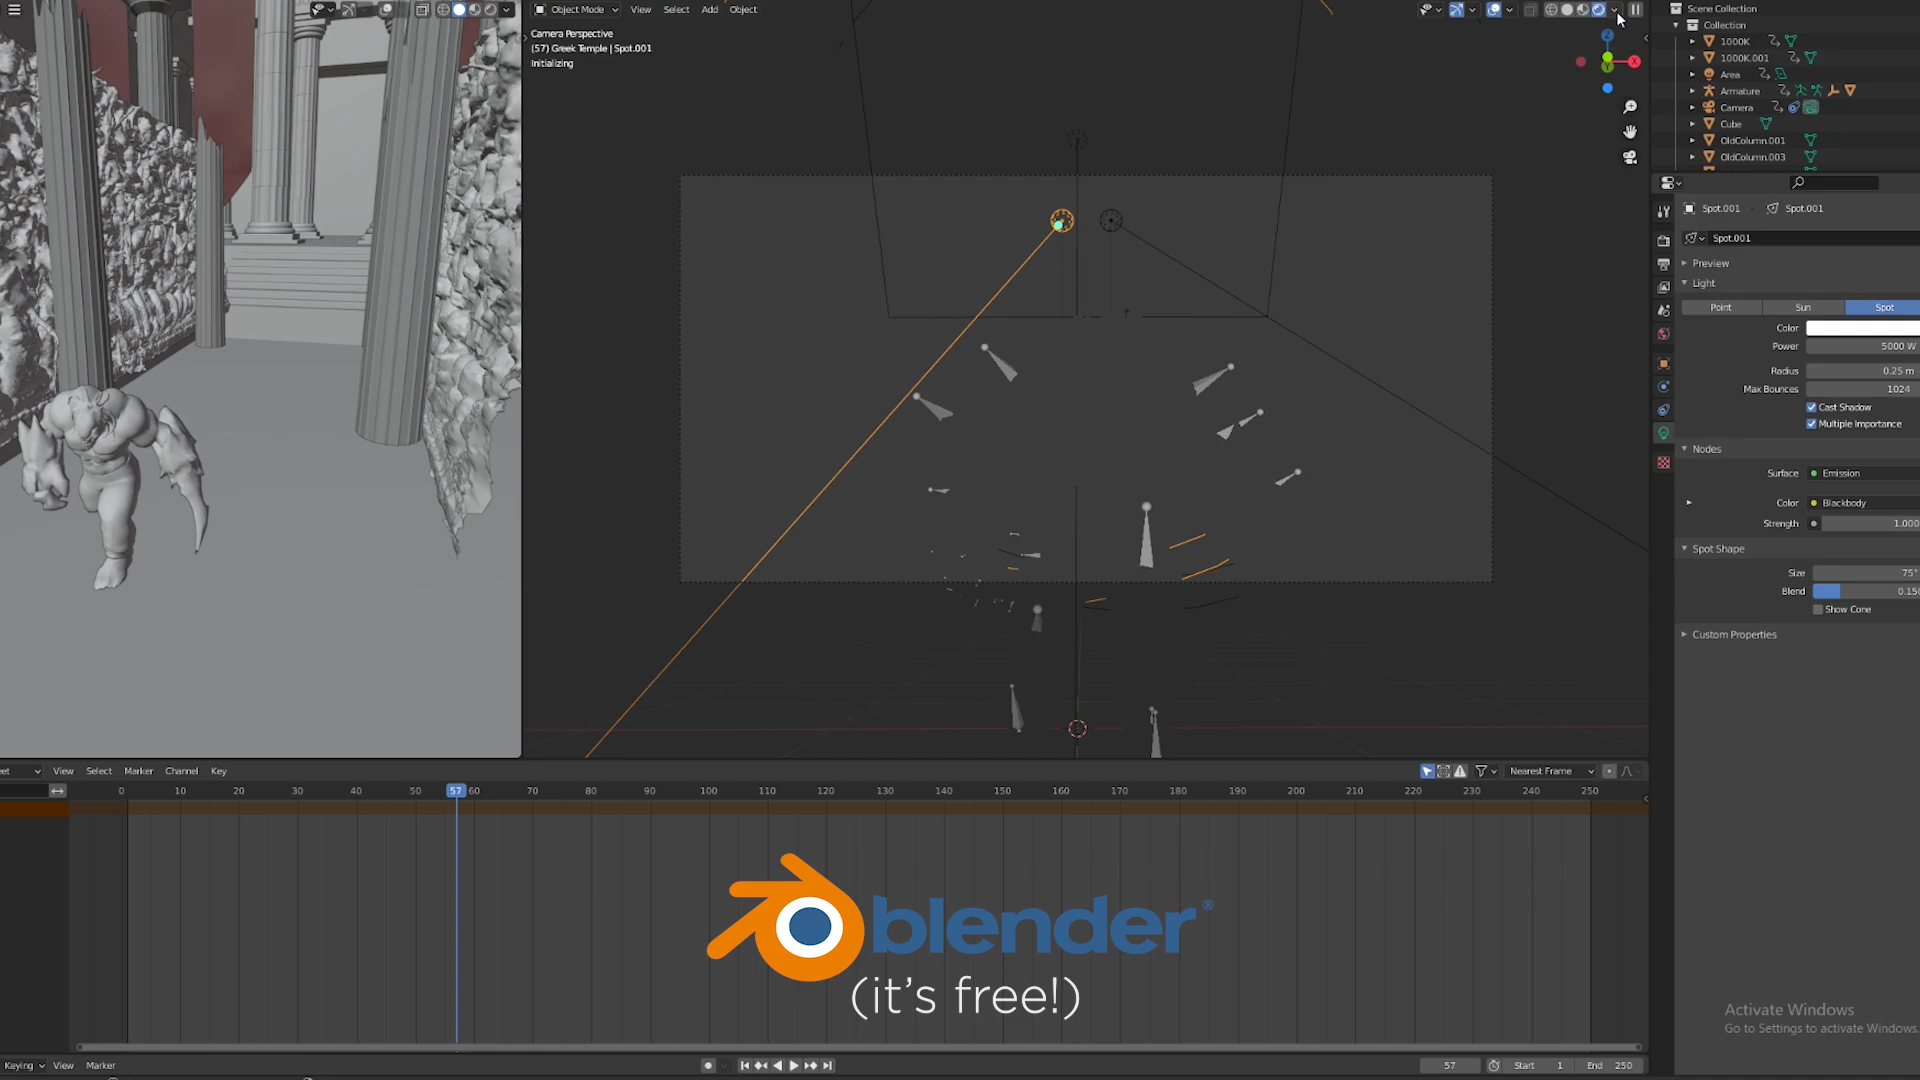 Object Mode View Select Add Object
Camera Perspective
(57) Greek Temple | Spot.001
Initializing
Z
X
Y
Scene Collection
Collection
1000K
1000K.001
Area
Armature
Camera
Cube
OldColumn.001
OldColumn.003
Spot.001 Spot.001
Spot.001
Preview
Light
Point Sun Spot
Color
Power 5000 W
Radius 0.25 m
Max Bounces 1024
Cast Shadow
Multiple Importance
Nodes
Surface Emission
Color Blackbody
Strength 1.000
Spot Shape
Size 75°
Blend 0.150
Show Cone
Custom Properties
eet View Select Marker Channel Key
Nearest Frame
0 10 20 30 40 50 57 60 70 80 90 100 110 120 130 140 150 160 170 180 190 200 210 220 230 240 250
blender®
(it's free!)
Activate Windows
Go to Settings to activate Windows.
Keying View Marker
57 Start 1 End 250